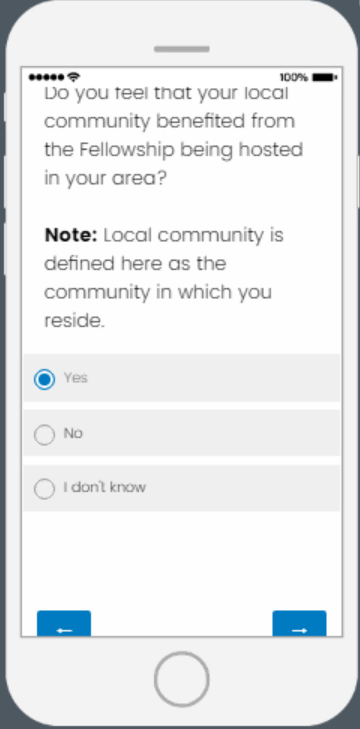 100%
Do you feel that your local
community benefited from
the Fellowship being hosted
in your area?
Note: Local community is
defined here as the
community in which you
reside.
Yes
No
I don't know